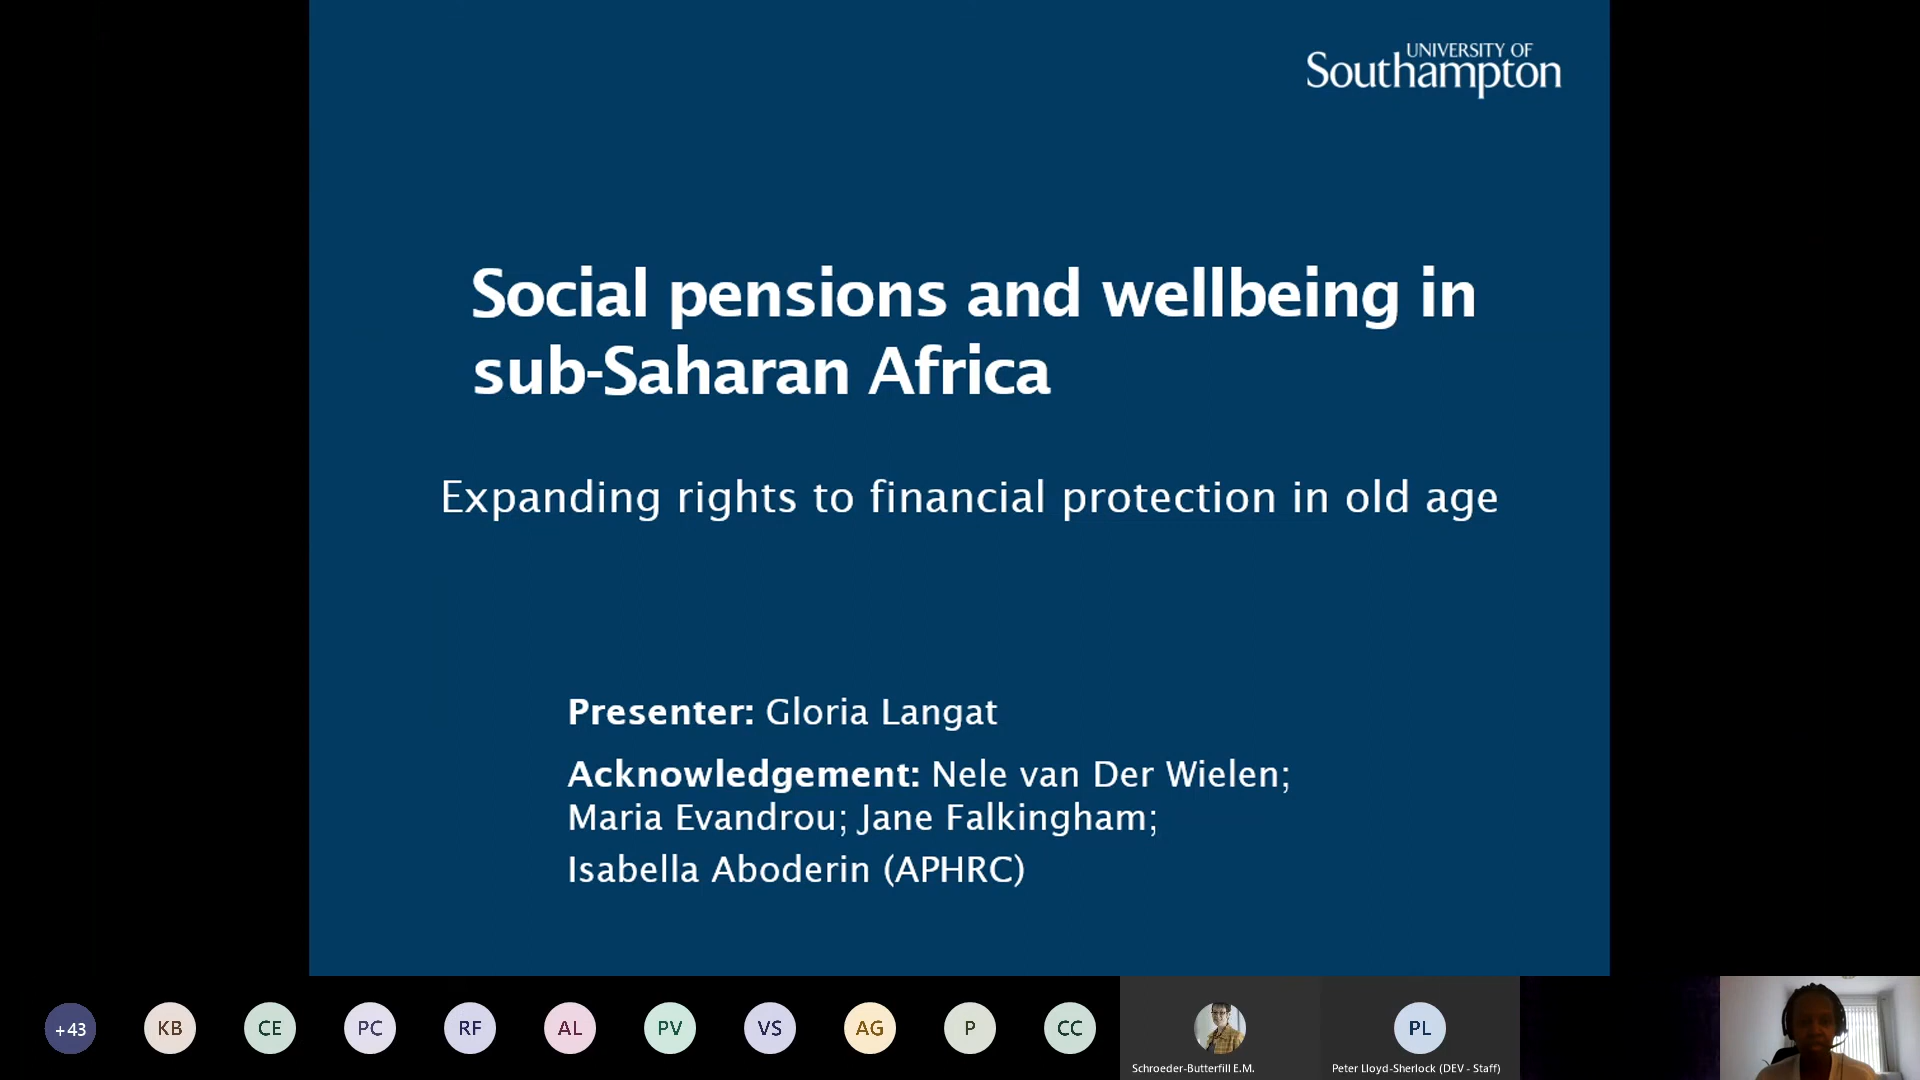 UNIVERSITY OF
Southampton
Social pensions and wellbeing in
sub-Saharan Africa
Expanding rights to financial protection in old age
Presenter: Gloria Langat
Acknowledgement: Nele van Der Wielen;
Maria Evandrou; Jane Falkingham;
Isabella Aboderin (APHRC)
+43
KB
CE
PC
RF
AL
PV
VS
AG
P
CC
PL
Schroeder-Butterfill E.M.
Peter Lloyd-Sherlock (DEV - Staff)